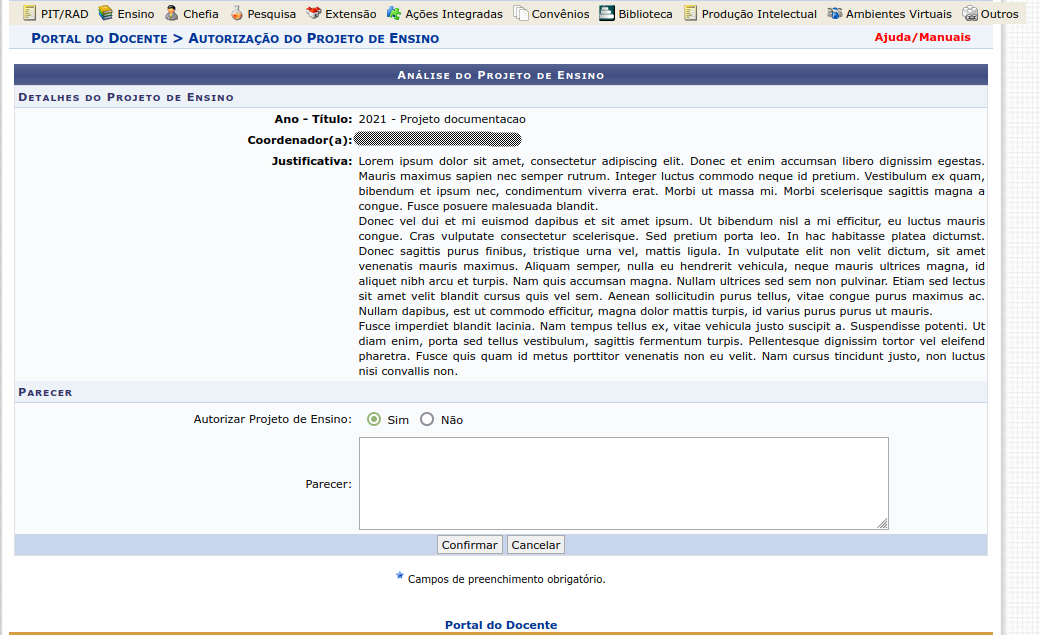 PIT/RAD Ensino Chefia Pesquisa Extensão Ações Integradas Convênios Biblioteca Produção Intelectual Ambientes Virtuais Outros
Portal do Docente > Autorização do Projeto de Ensino Ajuda/Manuais
Análise do Projeto de Ensino
Detalhes do Projeto de Ensino
Ano - Título: 2021 - Projeto documentacao
Coordenador(a):
Justificativa: Lorem ipsum dolor sit amet, consectetur adipiscing elit. Donec et enim accumsan libero dignissim egestas.
Mauris maximus sapien nec semper rutrum. Integer luctus commodo neque id pretium. Vestibulum ex quam,
bibendum et ipsum nec, condimentum viverra erat. Morbi ut massa mi. Morbi scelerisque sagittis magna a
congue. Fusce posuere malesuada blandit.
Donec vel dui et mi euismod dapibus et sit amet ipsum. Ut bibendum nisl a mi efficitur, eu luctus mauris
congue. Cras vulputate consectetur scelerisque. Sed pretium porta leo. In hac habitasse platea dictumst.
Donec sagittis purus finibus, tristique urna vel, mattis ligula. In vulputate elit non velit dictum, sit amet
venenatis mauris maximus. Aliquam semper, nulla eu hendrerit vehicula, neque mauris ultrices magna, id
aliquet nibh arcu et turpis. Nam quis accumsan magna. Nullam ultrices sed sem non pulvinar. Etiam sed lectus
sit amet velit blandit cursus quis vel sem. Aenean sollicitudin purus tellus, vitae congue purus maximus ac.
Nullam dapibus, est ut commodo efficitur, magna dolor mattis turpis, id varius purus purus ut mauris.
Fusce imperdiet blandit lacinia. Nam tempus tellus ex, vitae vehicula justo suscipit a. Suspendisse potenti. Ut
diam enim, porta sed tellus vestibulum, sagittis fermentum turpis. Pellentesque dignissim tortor vel eleifend
pharetra. Fusce quis quam id metus porttitor venenatis non eu velit. Nam cursus tincidunt justo, non luctus
nisi convallis non.
Parecer
Autorizar Projeto de Ensino: Sim Não
Parecer:
Confirmar Cancelar
Campos de preenchimento obrigatório.
Portal do Docente